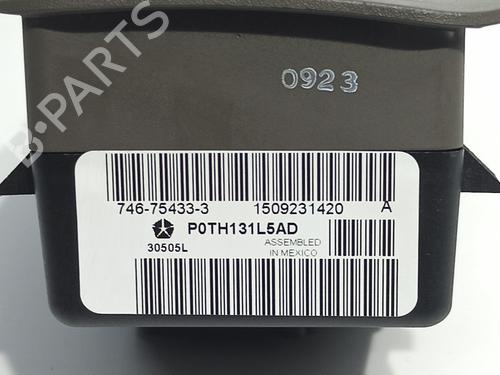 B·PARTS
0923
746-75433-3 1509231420 A
P0TH131L5AD
30505L ASSEMBLED
IN MEXICO